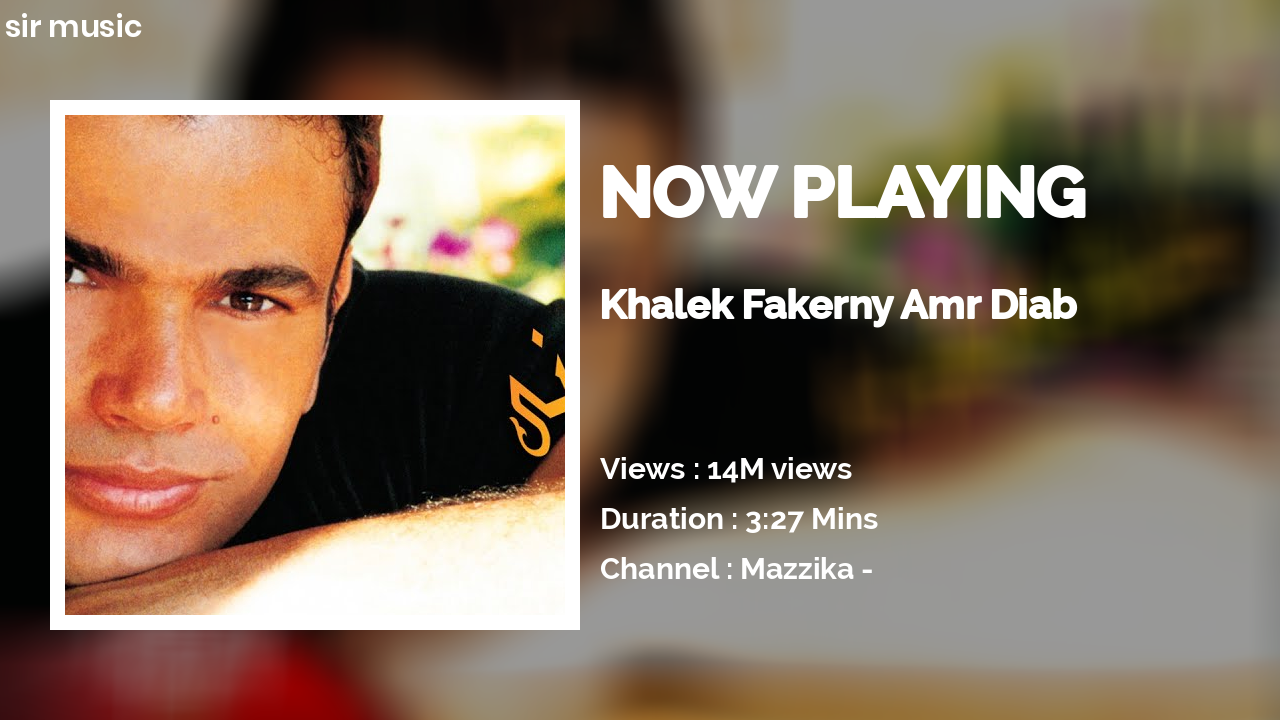 sir music
NOW PLAYING
Khalek Fakerny Amr Diab
Views : 14M views
Duration : 3:27 Mins
Channel : Mazzika -